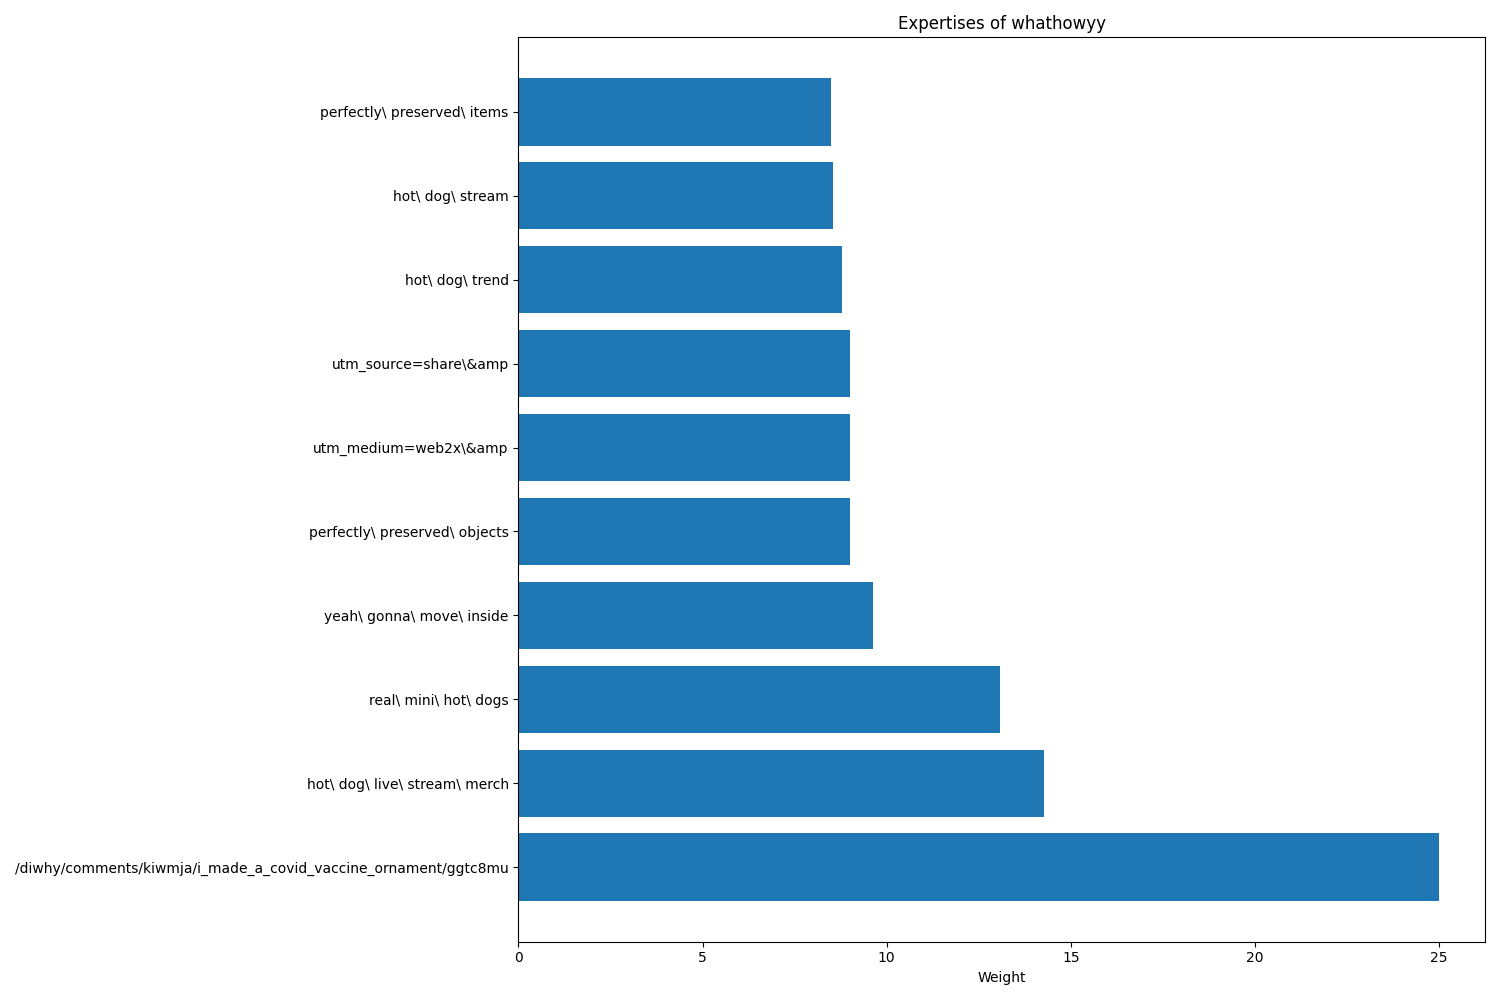 Expertises of whathowyy
perfectly\ preserved\ items
hot\ dog\ stream
hot\ dog\ trend
utm_source=share\&amp
utm_medium=web2x\&amp
perfectly\ preserved\ objects
yeah\ gonna\ move\ inside
real\ mini\ hot\ dogs
hot\ dog\ live\ stream\ merch
/diwhy/comments/kiwmja/i_made_a_covid_vaccine_ornament/ggtc8mu
0 5 10 15 20 25
Weight